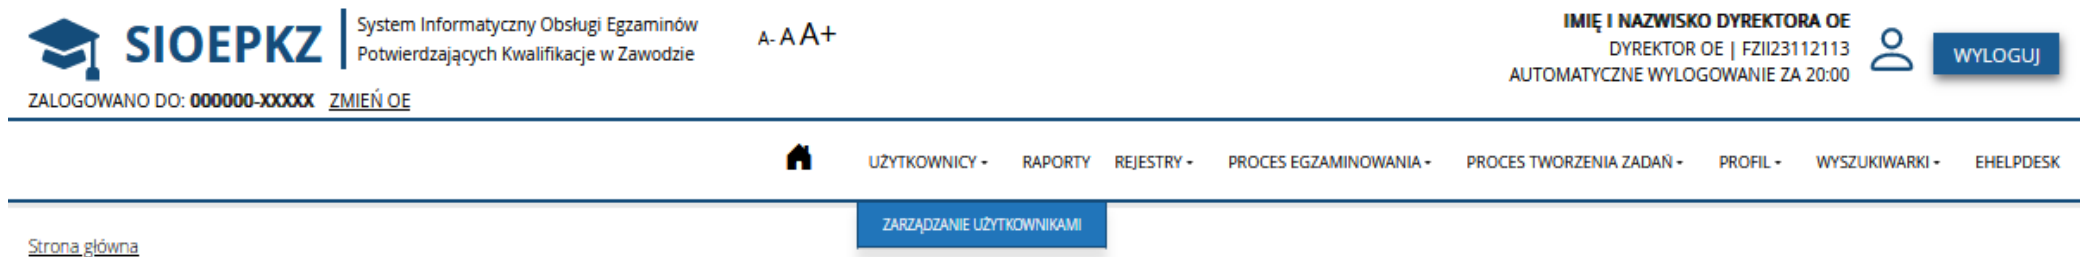 SIOEPKZ
System Informatyczny Obsługi Egzaminów
Potwierdzających Kwalifikacje w Zawodzie
A- A A+
IMIĘ I NAZWISKO DYREKTORA OE
DYREKTOR OE | FZII23112113
AUTOMATYCZNE WYLOGOWANIE ZA 20:00
WYLOGUJ
ZALOGOWANO DO: 000000-XXXXX ZMIEŃ OE
UŻYTKOWNICY RAPORTY REJESTRY PROCES EGZAMINOWANIA PROCES TWORZENIA ZADAŃ PROFIL WYSZUKIWARKI EHELPDESK
ZARZĄDZANIE UŻYTKOWNIKAMI
Strona główna